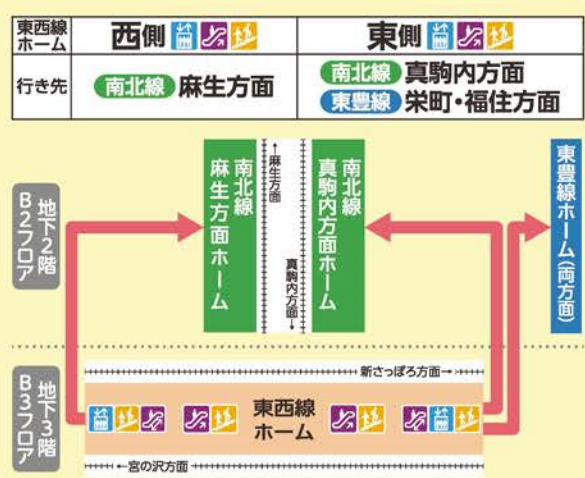 東西線
ホーム
西側
東側
行き先
南北線 麻生方面
南北線 真駒内方面
東豊線 栄町・福住方面
地下2階
B2フロア
南北線
麻生方面ホーム
←麻生方面
真駒内方面→
南北線
真駒内方面ホーム
東豊線ホーム(両方面)
地下3階
B3フロア
新さっぽろ方面→
東西線
ホーム
←宮の沢方面